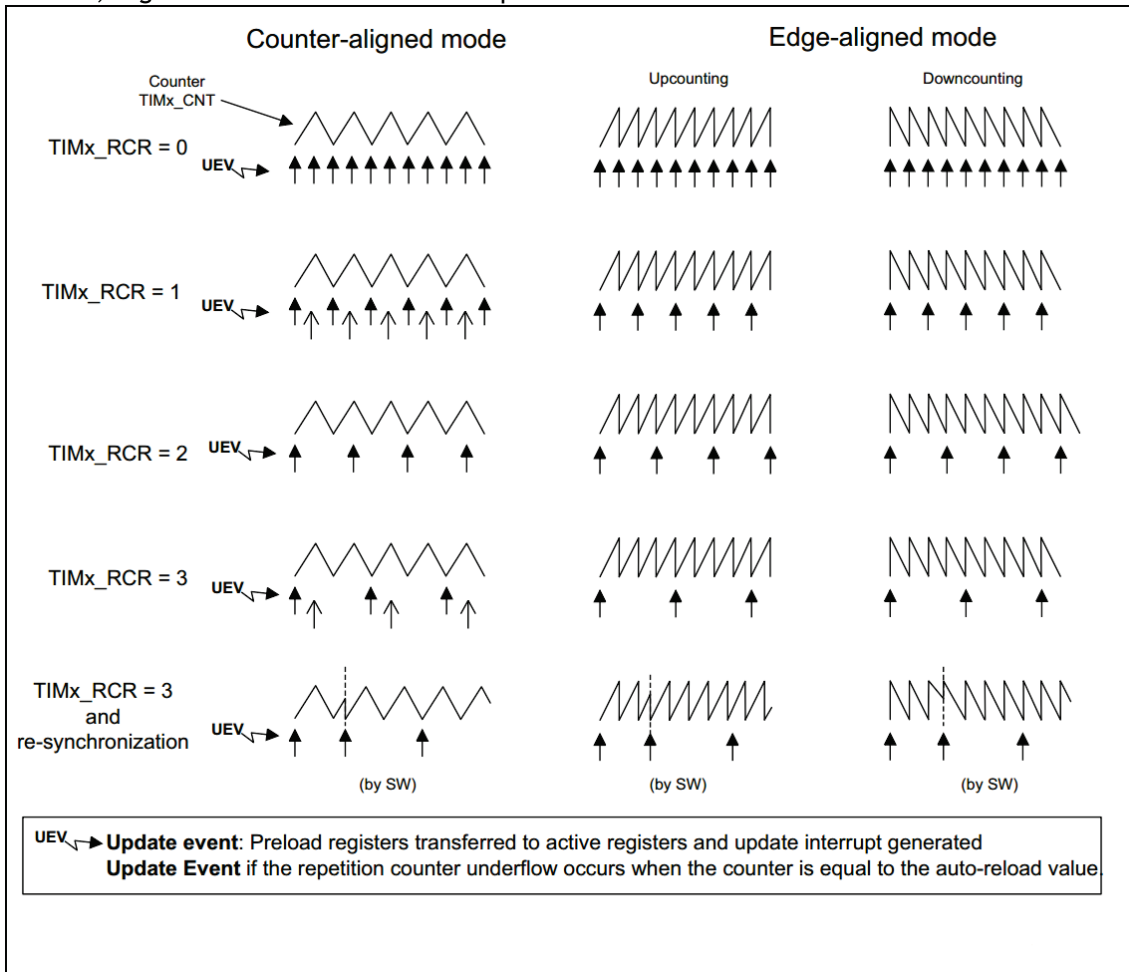 Counter-aligned mode
Edge-aligned mode
Counter
TIMx_CNT
Upcounting
Downcounting
TIMx_RCR = 0
UEV
TIMx_RCR = 1
UEV
TIMx_RCR = 2
UEV
TIMx_RCR = 3
UEV
TIMx_RCR = 3
and
re-synchronization
UEV
(by SW)
(by SW)
(by SW)
UEV Update event: Preload registers transferred to active registers and update interrupt generated
Update Event if the repetition counter underflow occurs when the counter is equal to the auto-reload value.